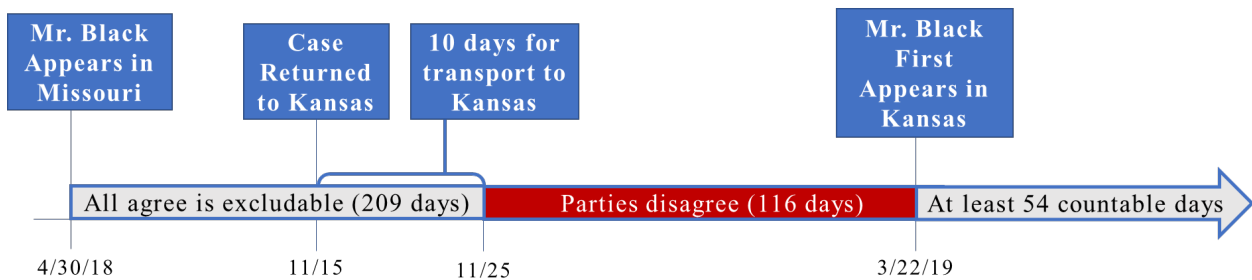 Mr. Black
Appears in
Missouri
Case
Returned
to Kansas
10 days for
transport to
Kansas
Mr. Black
First
Appears in
Kansas
All agree is excludable (209 days)
Parties disagree (116 days)
At least 54 countable days
4/30/18
11/15
11/25
3/22/19